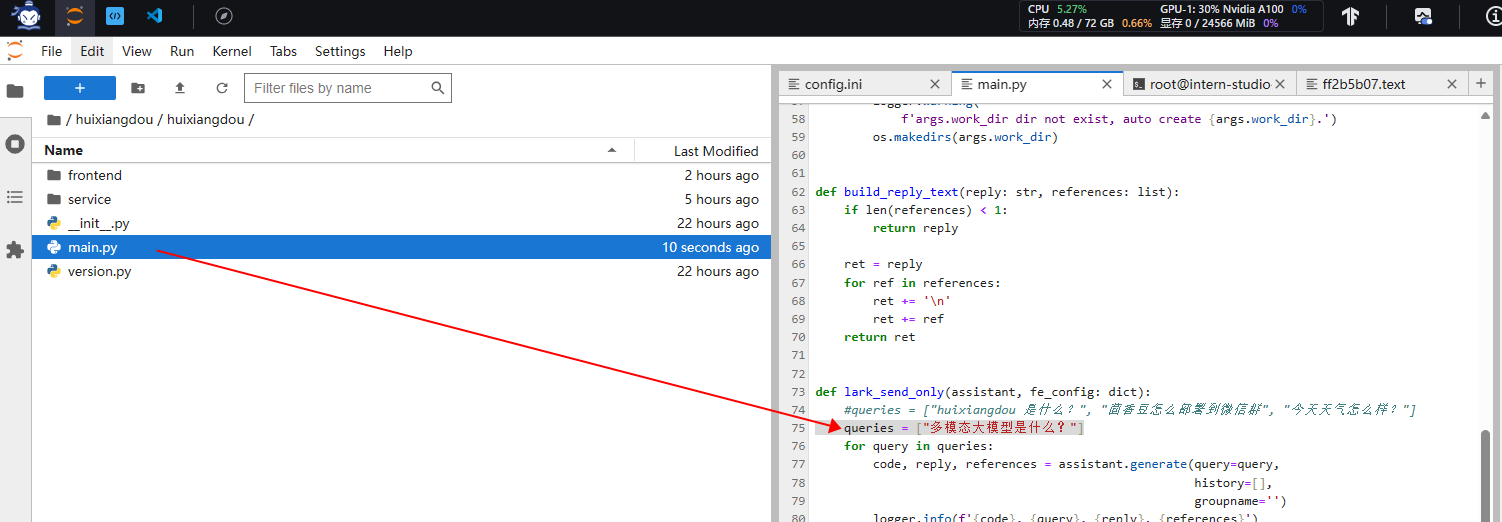 CPU 5.27% GPU-1: 30% Nvidia A100 0%
内存 0.48 / 72 GB 0.66% 显存 0 / 24566 MiB 0%
File Edit View Run Kernel Tabs Settings Help
Filter files by name
/ huixiangdou / huixiangdou /
Name Last Modified
frontend 2 hours ago
service 5 hours ago
__init__.py 22 hours ago
main.py 10 seconds ago
version.py 22 hours ago
config.ini main.py root@intern-studio ff2b5b07.text
58 f'args.work_dir dir not exist, auto create {args.work_dir}.')
59 os.makedirs(args.work_dir)
60
61
62 def build_reply_text(reply: str, references: list):
63 if len(references) < 1:
64 return reply
65
66 ret = reply
67 for ref in references:
68 ret += '\n'
69 ret += ref
70 return ret
71
72
73 def lark_send_only(assistant, fe_config: dict):
74 #queries = ["huixiangdou 是什么？", "茴香豆怎么部署到微信群", "今天天气怎么样？"]
75 queries = ["多模态大模型是什么？"]
76 for query in queries:
77 code, reply, references = assistant.generate(query=query,
78 history=[],
79 groupname='')
80 logger.info(f'{code}, {query}, {reply}, {references}')